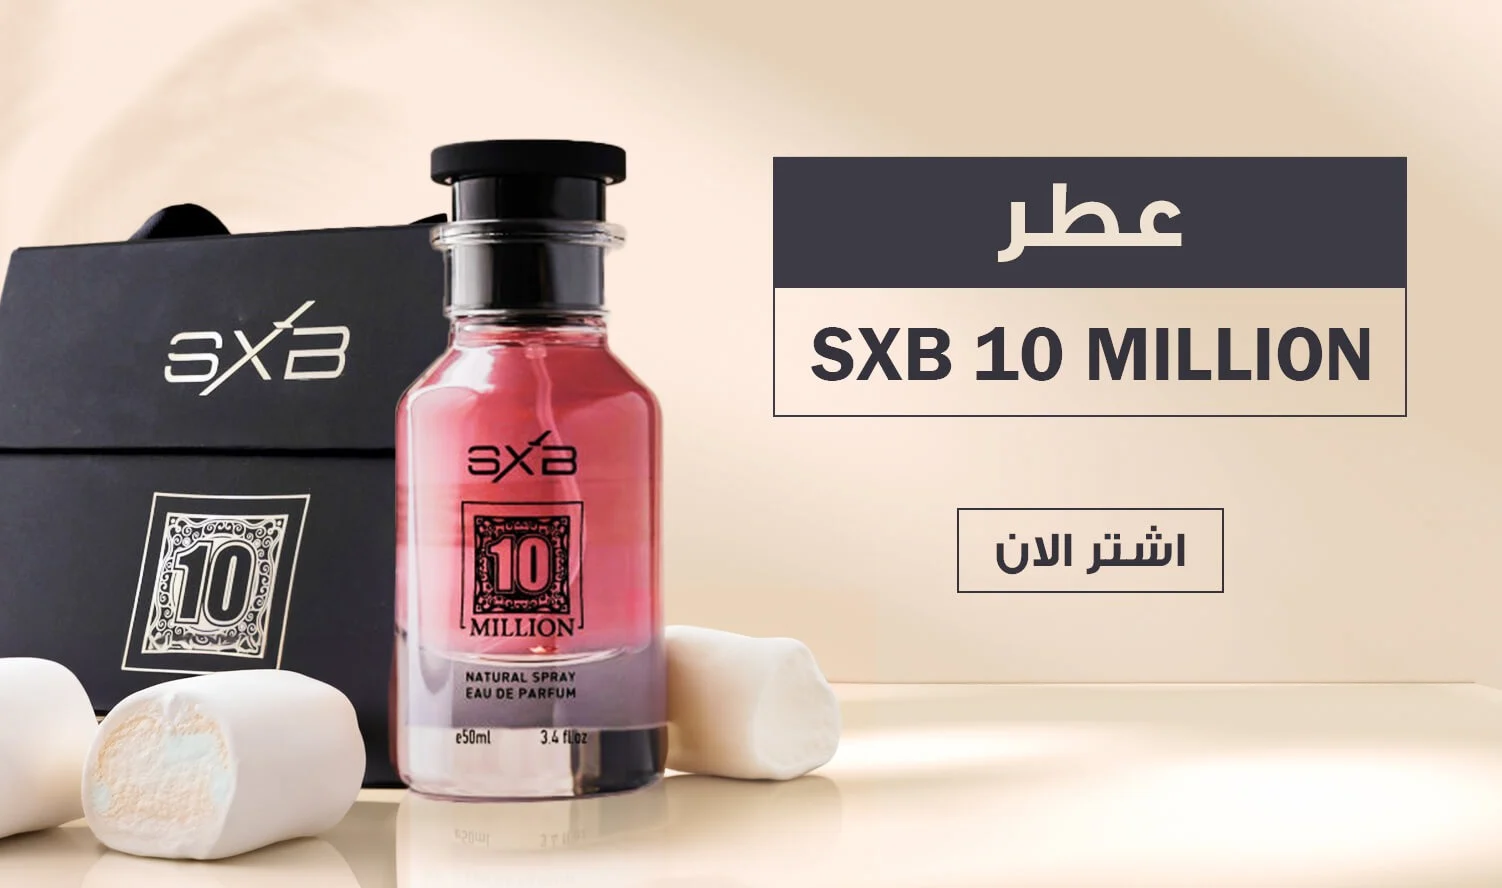 SXB
10
SXB
10
MILLION
NATURAL SPRAY
EAU DE PARFUM
e50ml 3.4 fl.oz
عطر
SXB 10 MILLION
اشتر الان